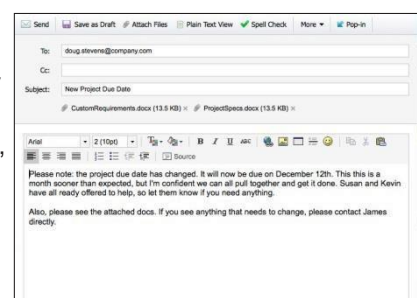 Send Save as Draft Attach Files Plain Text View Spell Check More Pop-in
To: doug.stevens@company.com
Cc:
Subject: New Project Due Date
CustomRequirements.docx (13.5 KB) × ProjectSpecs.docx (13.5 KB) ×
Arial 2 (10pt) B I U ABC
Source
Please note: the project due date has changed. It will now be due on December 12th. This this is a
month sooner than expected, but I'm confident we can all pull together and get it done. Susan and Kevin
have all ready offered to help, so let them know if you need anything.
Also, please see the attached docs. If you see anything that needs to change, please contact James
directly.